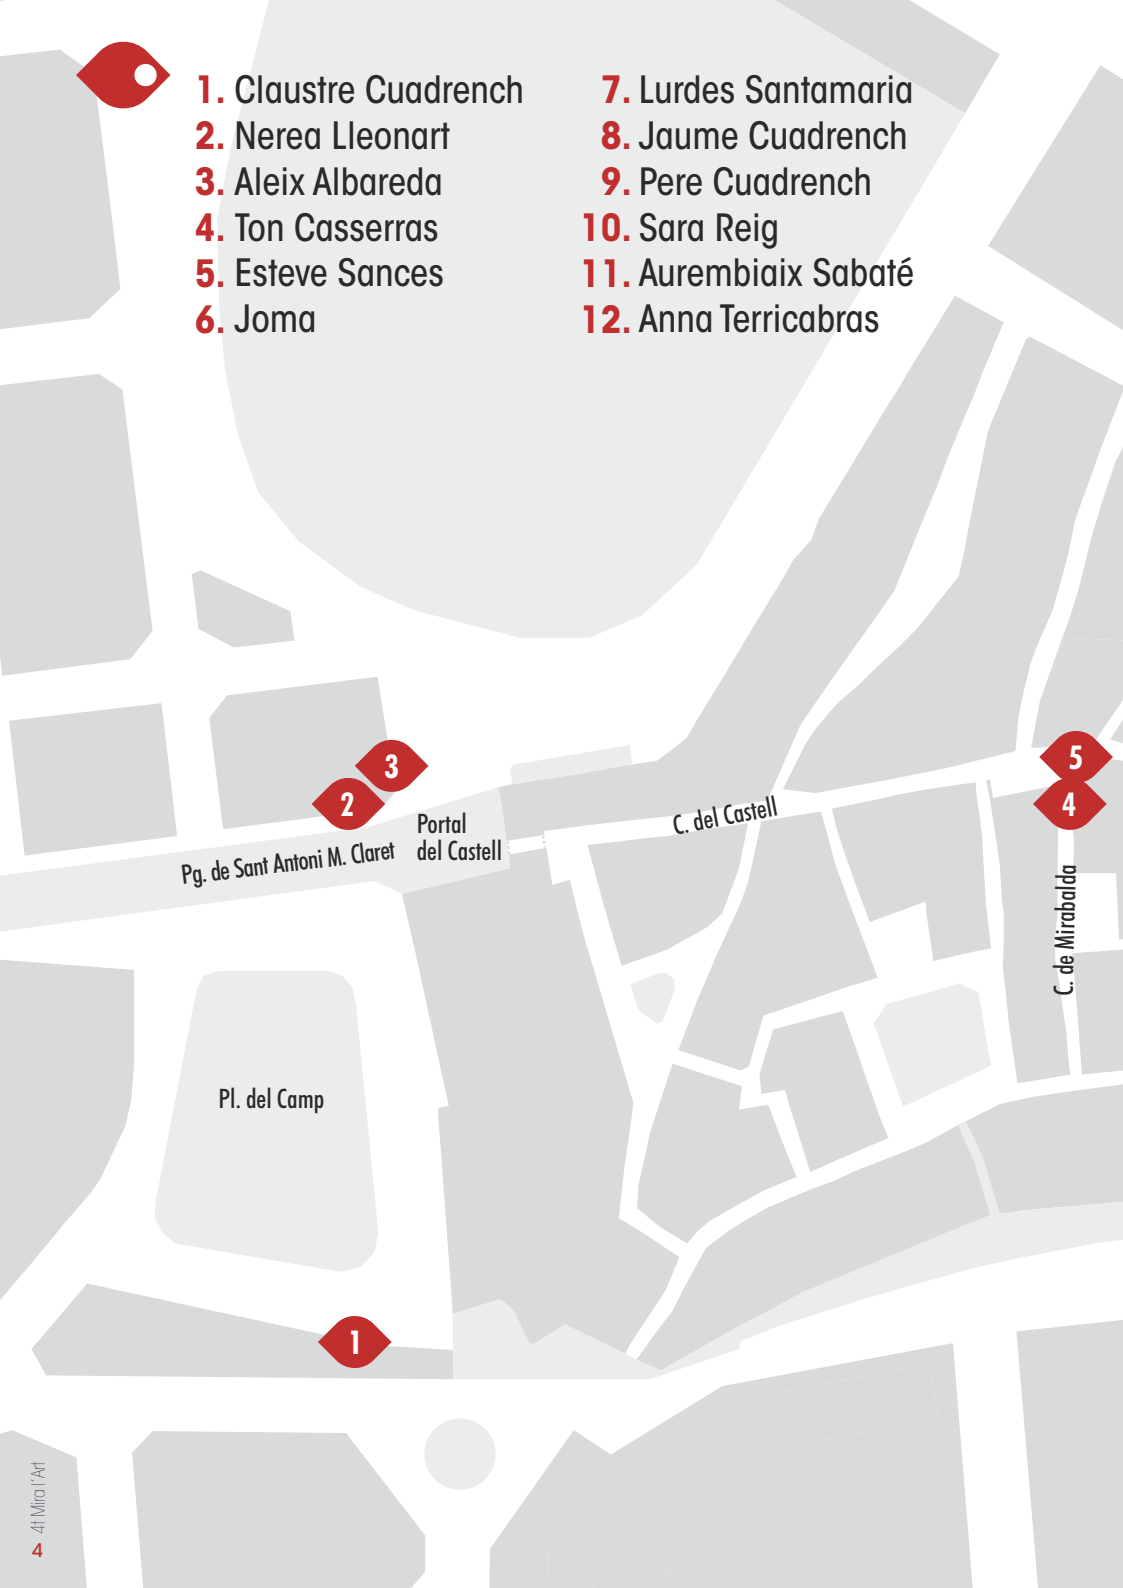 1. Claustre Cuadrench
2. Nerea Lleonart
3. Aleix Albareda
4. Ton Casserras
5. Esteve Sances
6. Joma
7. Lurdes Santamaria
8. Jaume Cuadrench
9. Pere Cuadrench
10. Sara Reig
11. Aurembiaix Sabaté
12. Anna Terricabras
5
3
4
2
C. del Castell
Portal
del Castell
Pg. de Sant Antoni M. Claret
C. de Mirabalda
Pl. del Camp
1
4t Mira l'Art
4